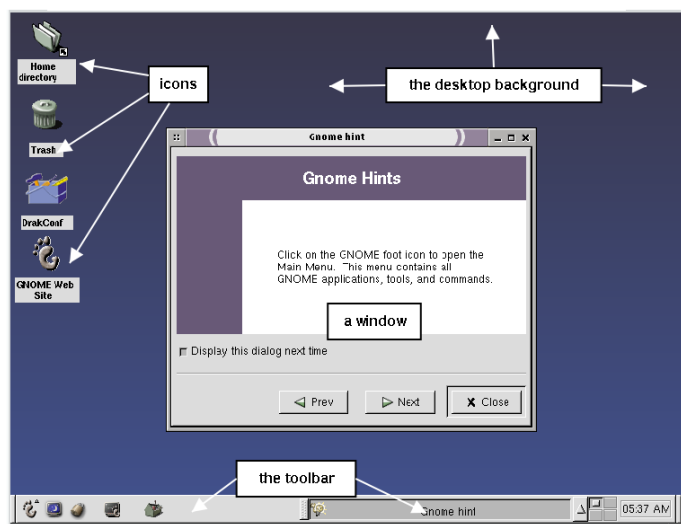 Home
directory
icons
the desktop background
Trash
Gnome hint
Gnome Hints
DrakConf
Click on the GNOME foot icon to open the
Main Menu. This menu contains all
GNOME applications, tools, and commands.
GNOME Web
Site
a window
Display this dialog next time
Prev
Next
X Close
the toolbar
Gnome hint
05:37 AM